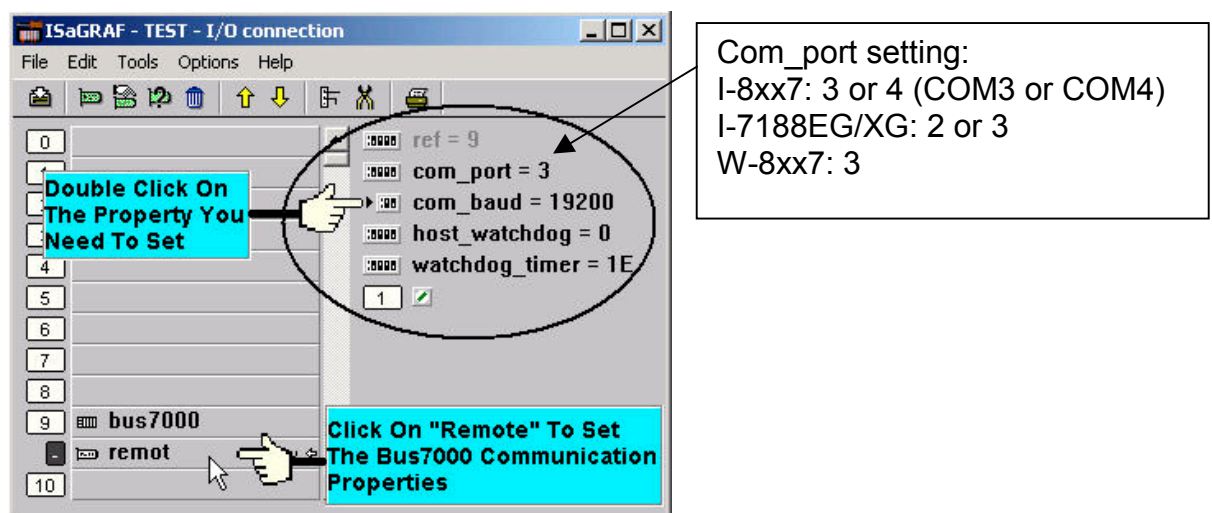 ISaGRAF - TEST - I/O connection
File Edit Tools Options Help
0
ref = 9
com_port = 3
Double Click On
The Property You
Need To Set
com_baud = 19200
host_watchdog = 0
4
watchdog_timer = 1E
5
1
6
7
8
9 bus7000
remot
10
Click On "Remote" To Set
The Bus7000 Communication
Properties
Com_port setting:
I-8xx7: 3 or 4 (COM3 or COM4)
I-7188EG/XG: 2 or 3
W-8xx7: 3